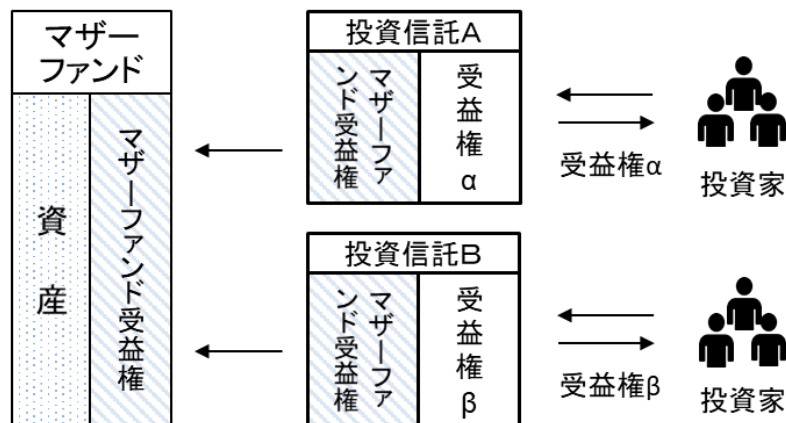 マザー
ファンド
資産
マザーファンド受益権
投資信託A
マザーファ
ンド受益権
受益権α
受益権α
投資家
投資信託B
マザーファ
ンド受益権
受益権β
受益権β
投資家